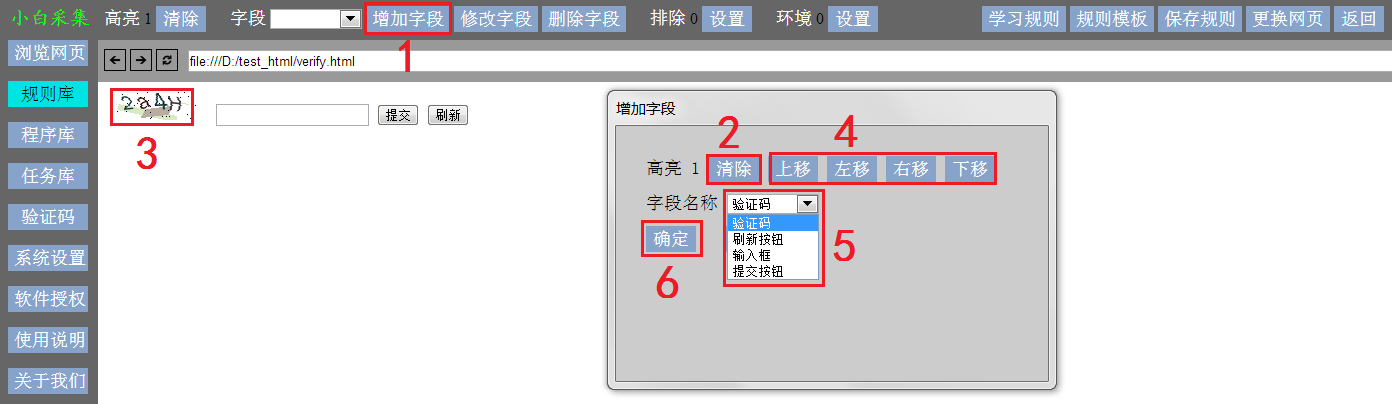 小白采集 高亮 1 清除 字段 增加字段 修改字段 删除字段 排除 0 设置 环境 0 设置 学习规则 规则模板 保存规则 更换网页 返回
1
浏览网页
file:///D:/test_html/verify.html
规则库
2a4H
提交 刷新
3
程序库
任务库
验证码
系统设置
软件授权
使用说明
关于我们
增加字段
2 4
高亮 1 清除 上移 左移 右移 下移
字段名称 验证码
验证码
刷新按钮
输入框
提交按钮
5
确定
6